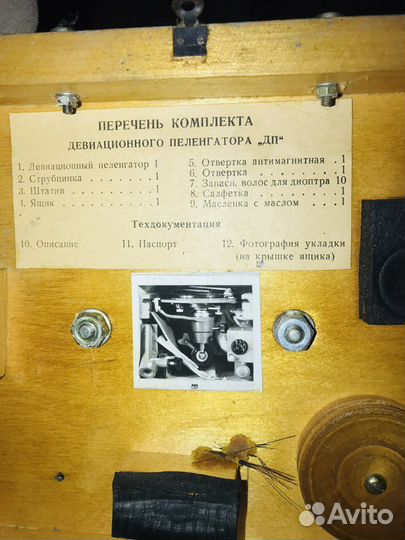 ПЕРЕЧЕНЬ КОМПЛЕКТА
ДЕВИАЦИОННОГО ПЕЛЕНГАТОРА „ДП“
1. Девиационный пеленгатор 1
2. Струбцинка . . . . . . . . 1
3. Штатив . . . . . . . . . 1
4. Ящик . . . . . . . . . . 1
5. Отвертка антимагнитная . 1
6. Отвертка . . . . . . . . 1
7. Запасн. волос для диоптра 10
8. Салфетка . . . . . . . . 1
9. Масленка с маслом . . . 1
Техдокументация
10. Описание 11. Паспорт 12. Фотография укладки
(на крышке ящика)
Avito